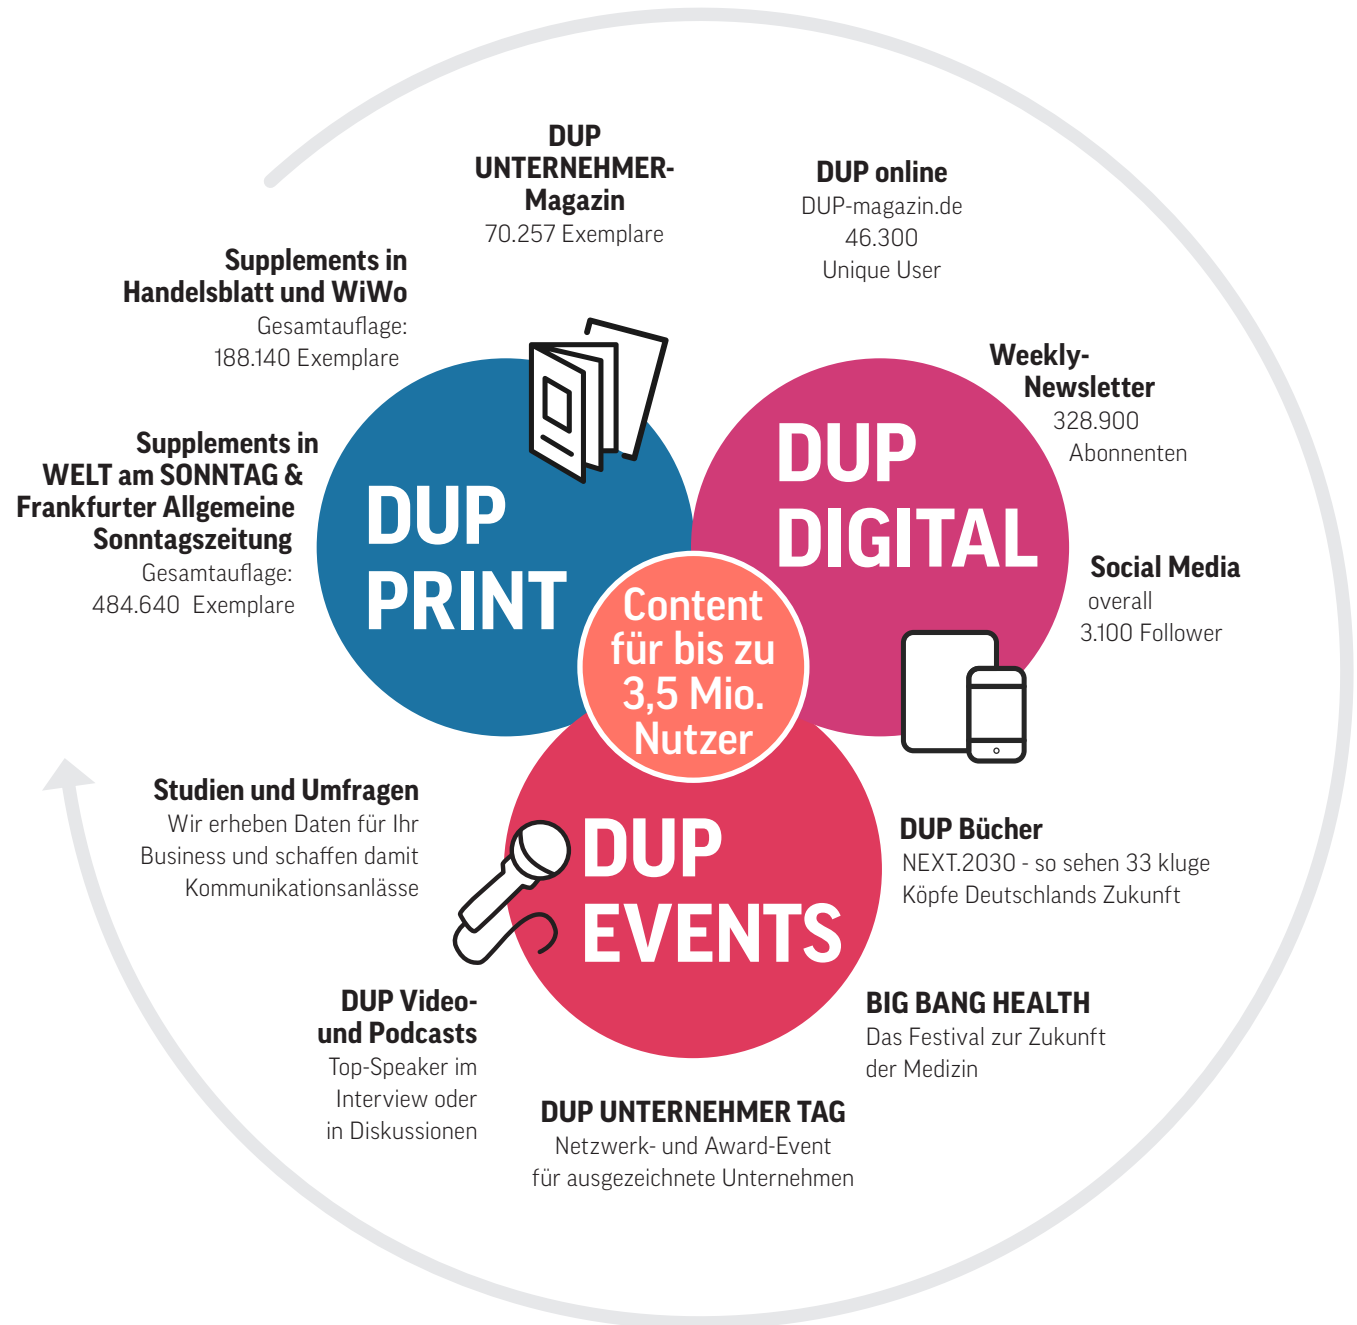 DUP
UNTERNEHMER-
Magazin
70.257 Exemplare
DUP online
DUP-magazin.de
46.300
Unique User
Supplements in
Handelsblatt und WiWo
Gesamtauflage:
188.140 Exemplare
Weekly-
Newsletter
328.900
Abonnenten
Supplements in
WELT am SONNTAG &
Frankfurter Allgemeine
Sonntagszeitung
Gesamtauflage:
484.640 Exemplare
DUP
PRINT
DUP
DIGITAL
Social Media
overall
3.100 Follower
Content
für bis zu
3,5 Mio.
Nutzer
Studien und Umfragen
Wir erheben Daten für Ihr
Business und schaffen damit
Kommunikationsanlässe
DUP
EVENTS
DUP Bücher
NEXT.2030 - so sehen 33 kluge
Köpfe Deutschlands Zukunft
DUP Video-
und Podcasts
Top-Speaker im
Interview oder
in Diskussionen
BIG BANG HEALTH
Das Festival zur Zukunft
der Medizin
DUP UNTERNEHMER TAG
Netzwerk- und Award-Event
für ausgezeichnete Unternehmen